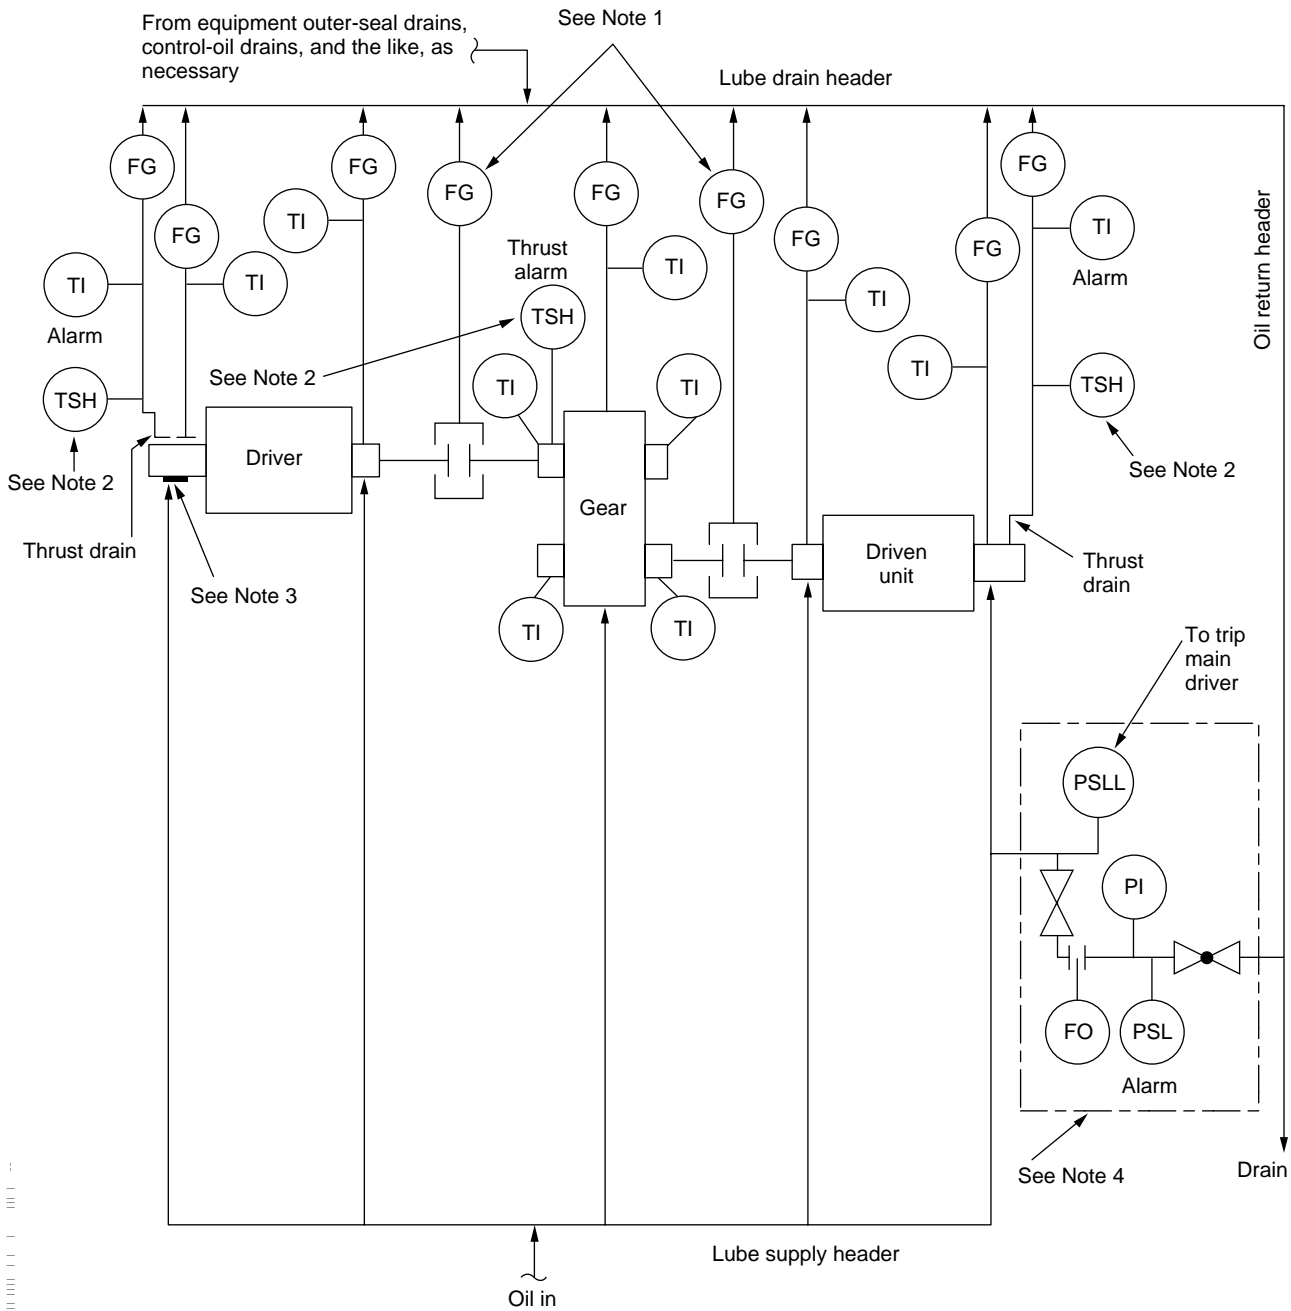 From equipment outer-seal drains,
control-oil drains, and the like, as
necessary
See Note 1
Lube drain header
FG
FG
FG
FG
FG
FG
FG
FG
FG
TI
TI
TI
TI
TI
TI
TI
TI
Alarm
Alarm
Thrust
alarm
TSH
See Note 2
TI
TI
TSH
TSH
See Note 2
See Note 2
Oil return header
Driver
Gear
Driven
unit
Thrust drain
See Note 3
Thrust
drain
TI
TI
To trip
main
driver
PSLL
PI
FO
PSL
Alarm
See Note 4
Drain
Lube supply header
Oil in